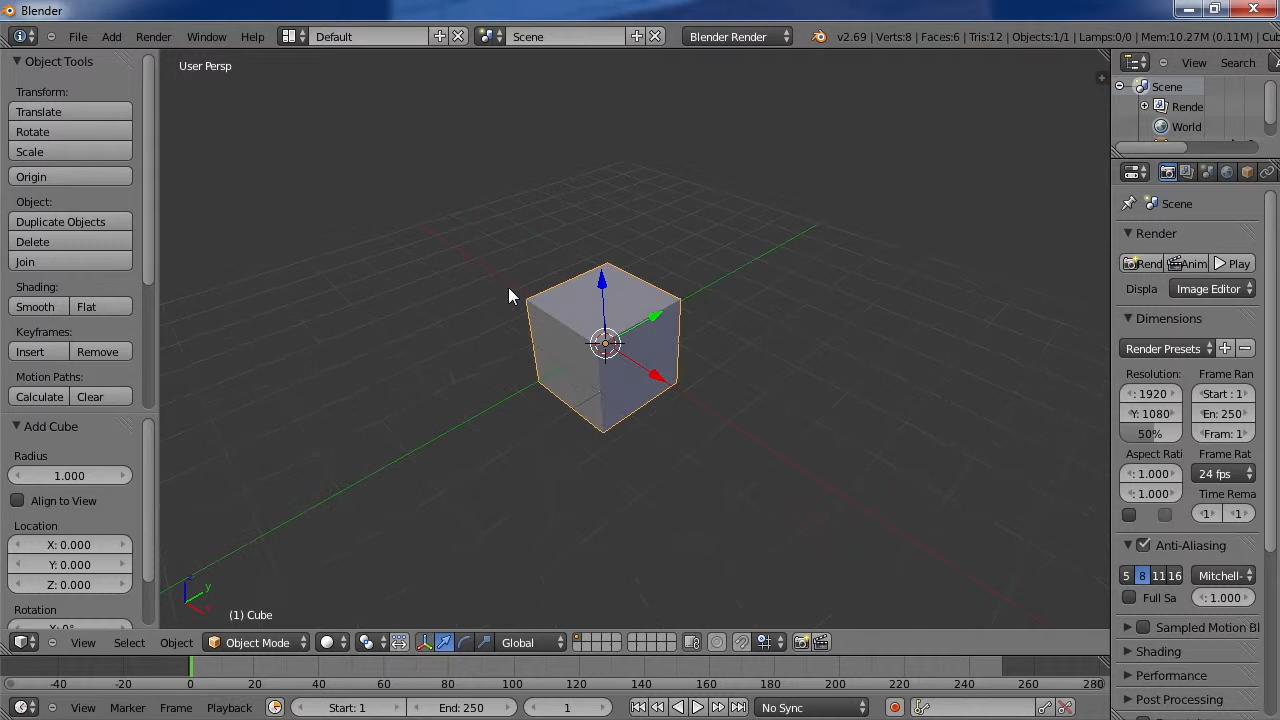 Blender
File Add Render Window Help Default Scene Blender Render v2.69 | Verts:8 | Faces:6 | Tris:12 | Objects:1/1 | Lamps:0/0 | Mem:10.27M (0.11M) | Cub
Object Tools
Transform:
Translate
Rotate
Scale
Origin
Object:
Duplicate Objects
Delete
Join
Shading:
Smooth Flat
Keyframes:
Insert Remove
Motion Paths:
Calculate Clear
Add Cube
Radius
1.000
Align to View
Location
X: 0.000
Y: 0.000
Z: 0.000
Rotation
X: 0°
User Persp
z
y
(1) Cube
View Select Object Object Mode Global
-40 -20 0 20 40 60 80 100 120 140 160 180 200 220 240 260 280
View Marker Frame Playback Start: 1 End: 250 1 No Sync
View Search
Scene
Rende
World
Scene
Render
Rend Anim Play
Displa Image Editor
Dimensions
Render Presets
Resolution: Frame Ran
: 1920 Start : 1
Y: 1080 En: 250
50% Fram: 1
Aspect Rati Frame Rat
: 1.000 24 fps
: 1.000 Time Rema
1 1
Anti-Aliasing
5 8 11 16 Mitchell-
Full Sa : 1.000
Sampled Motion Bl
Shading
Performance
Post Processing